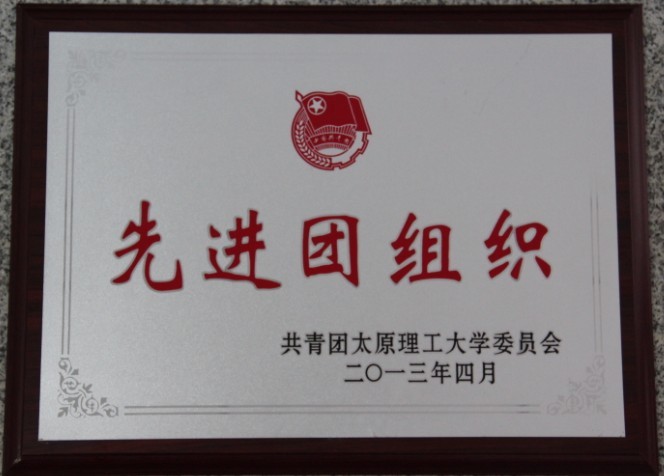 先进团组织
共青团太原理工大学委员会
二〇一三年四月